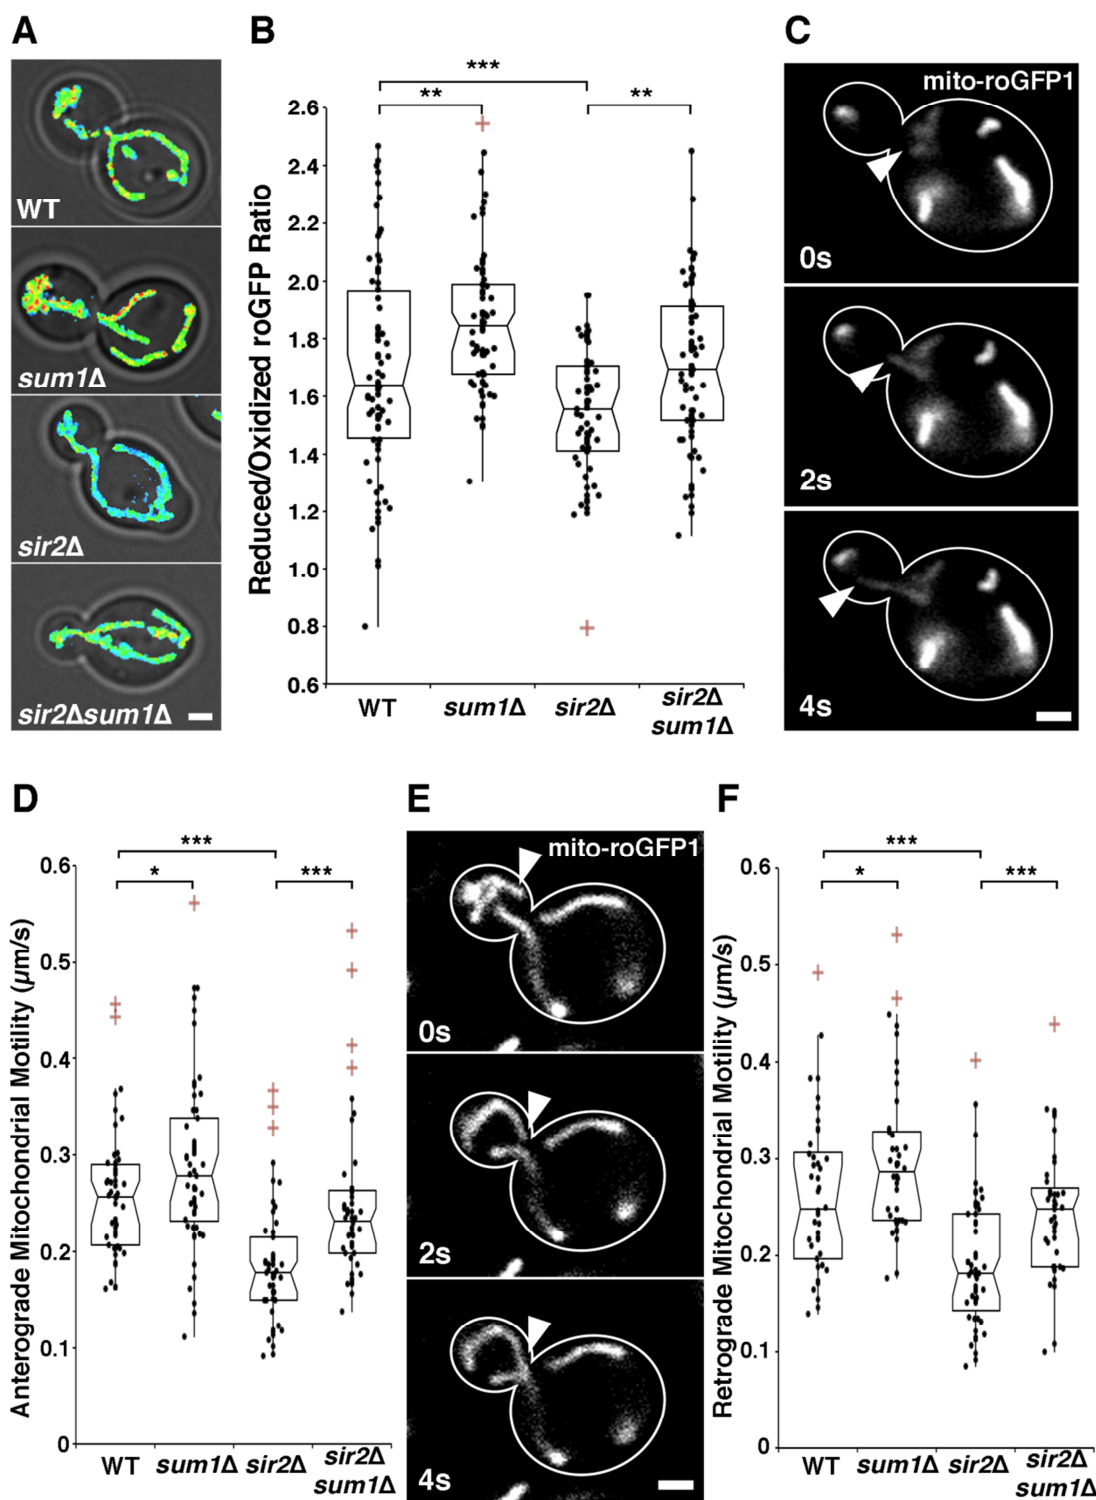 A
WT
sum1Δ
sir2Δ
sir2Δsum1Δ
B
***
**
**
Reduced/Oxidized roGFP Ratio
2.6
2.4
2.2
2.0
1.8
1.6
1.4
1.2
1.0
0.8
0.6
WT
sum1Δ
sir2Δ
sir2Δ
sum1Δ
C
mito-roGFP1
0s
2s
4s
D
***
*
***
Anterograde Mitochondrial Motility (µm/s)
0.6
0.5
0.4
0.3
0.2
0.1
0
WT
sum1Δ
sir2Δ
sir2Δ
sum1Δ
E
mito-roGFP1
0s
2s
4s
F
***
*
***
Retrograde Mitochondrial Motility (µm/s)
0.6
0.5
0.4
0.3
0.2
0.1
0
WT
sum1Δ
sir2Δ
sir2Δ
sum1Δ